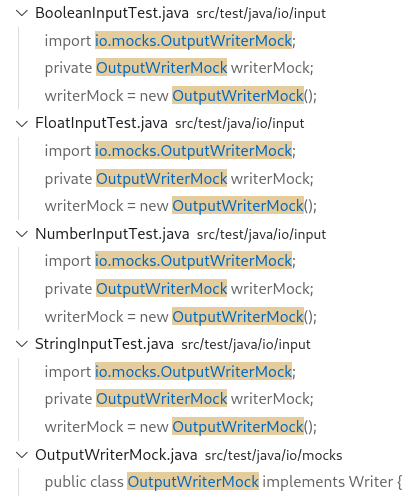 BooleanInputTest.java src/test/java/io/input
import io.mocks.OutputWriterMock;
private OutputWriterMock writerMock;
writerMock = new OutputWriterMock();
FloatInputTest.java src/test/java/io/input
import io.mocks.OutputWriterMock;
private OutputWriterMock writerMock;
writerMock = new OutputWriterMock();
NumberInputTest.java src/test/java/io/input
import io.mocks.OutputWriterMock;
private OutputWriterMock writerMock;
writerMock = new OutputWriterMock();
StringInputTest.java src/test/java/io/input
import io.mocks.OutputWriterMock;
private OutputWriterMock writerMock;
writerMock = new OutputWriterMock();
OutputWriterMock.java src/test/java/io/mocks
public class OutputWriterMock implements Writer {